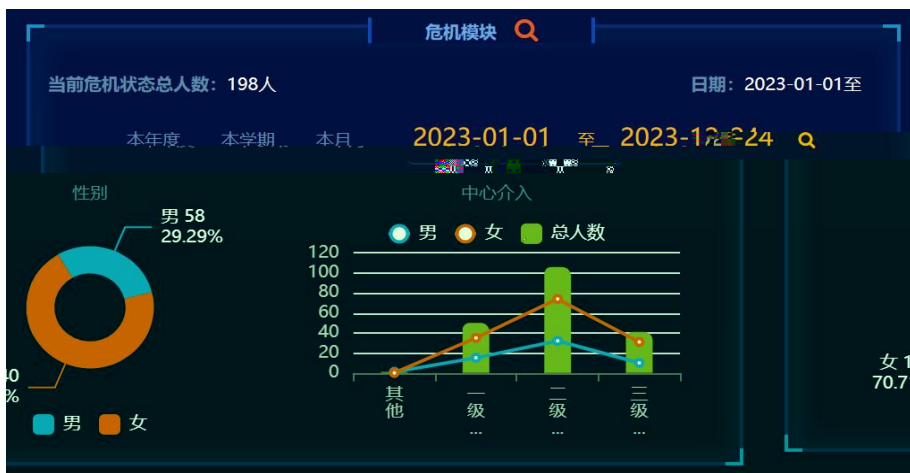 危机模块
当前危机状态总人数：198人
日期：2023-01-01至
本年度 本学期 本月 2023-01-01 至
性别
中心介入
男 58
29.29%
男 女 总人数
120
100
80
60
40
20
0
其他
一级...
二级...
三级...
40
%
男 女
女 1
70.7